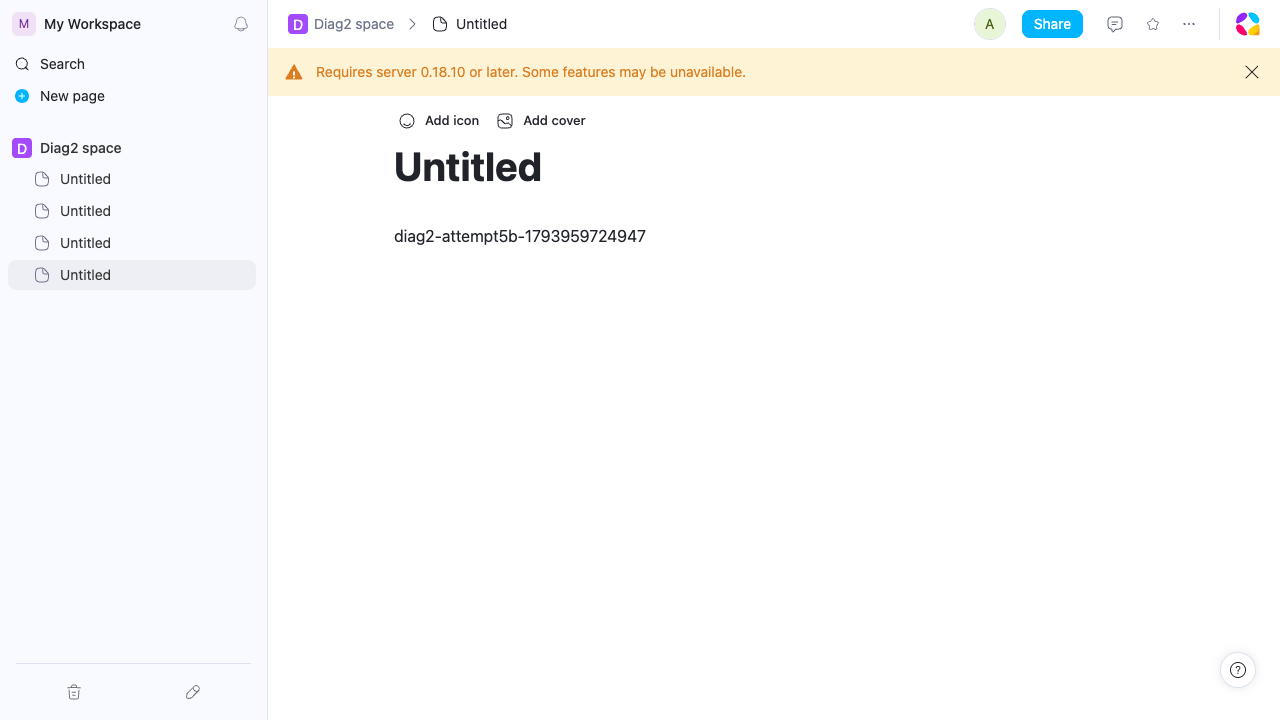 M My Workspace
Search
New page
D Diag2 space
Untitled
Untitled
Untitled
Untitled
D Diag2 space Untitled
A Share
Requires server 0.18.10 or later. Some features may be unavailable.
Add icon Add cover
Untitled
diag2-attempt5b-1793959724947
?